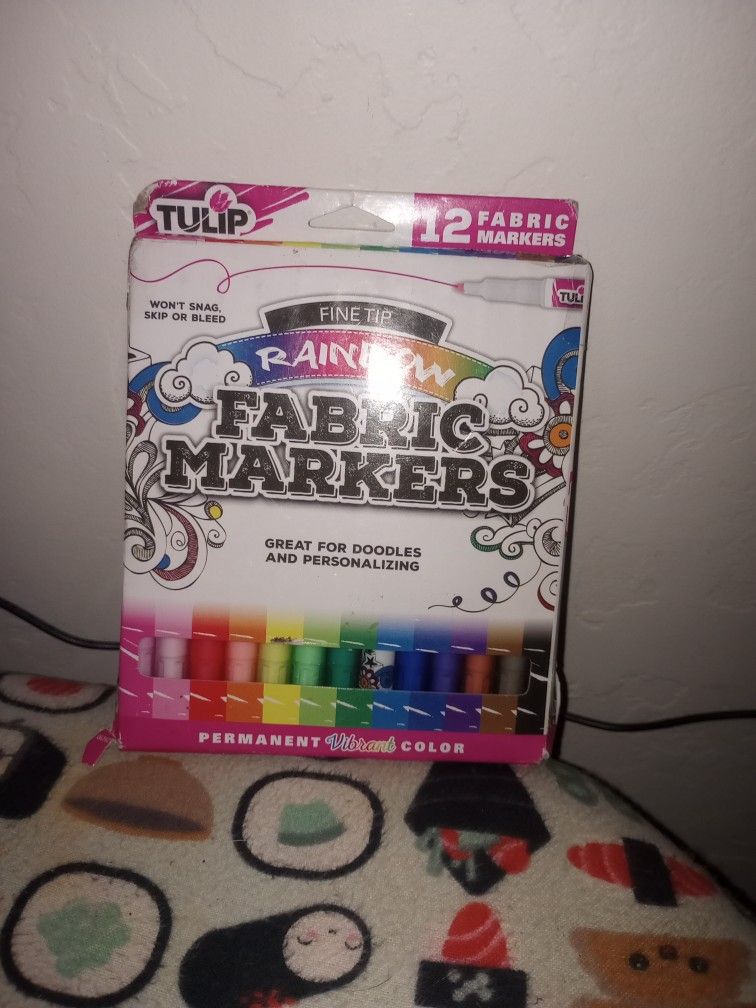 TULIP
12 FABRIC
MARKERS
TULI
WON'T SNAG,
SKIP OR BLEED
FINE TIP
RAINBOW
FABRIC
MARKERS
GREAT FOR DOODLES
AND PERSONALIZING
PERMANENT Vibrant COLOR